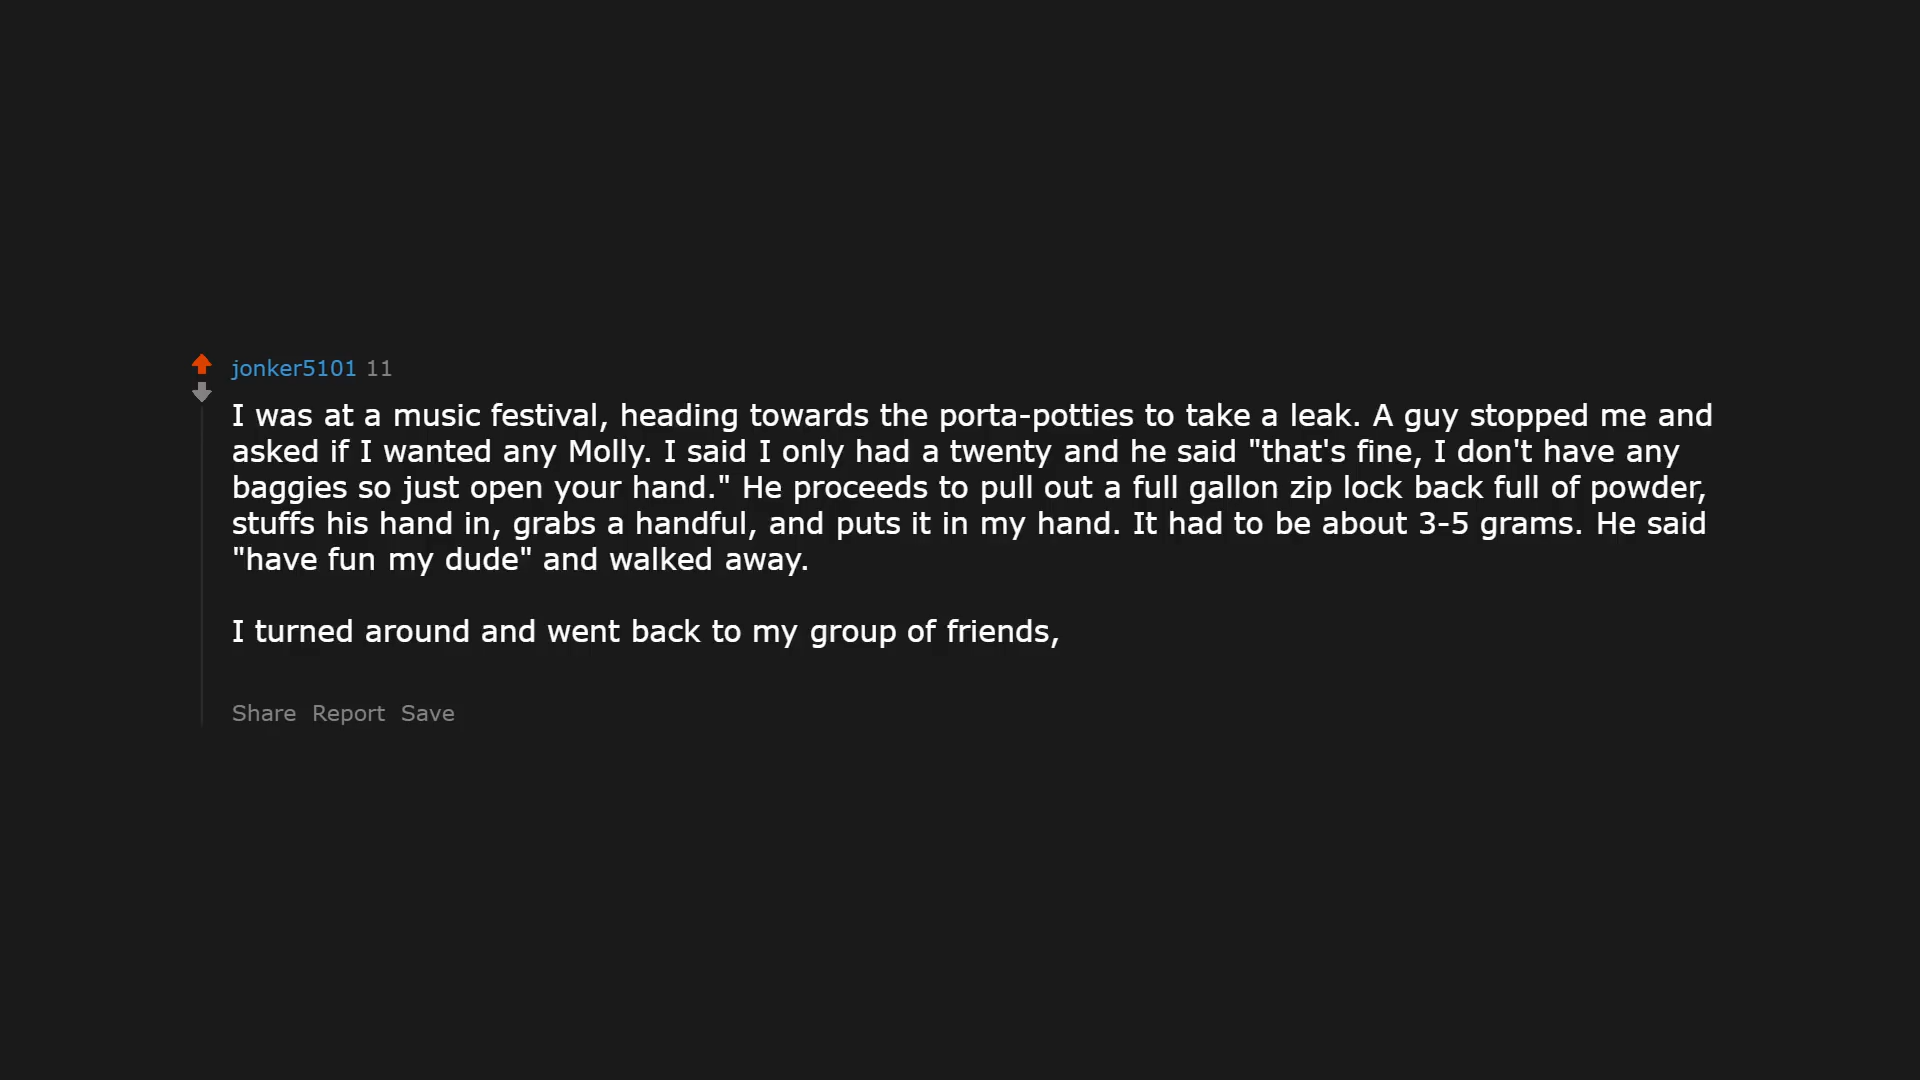 jonker5101 11
I was at a music festival, heading towards the porta-potties to take a leak. A guy stopped me and
asked if I wanted any Molly. I said I only had a twenty and he said "that's fine, I don't have any
baggies so just open your hand." He proceeds to pull out a full gallon zip lock back full of powder,
stuffs his hand in, grabs a handful, and puts it in my hand. It had to be about 3-5 grams. He said
"have fun my dude" and walked away.
I turned around and went back to my group of friends,
Share Report Save